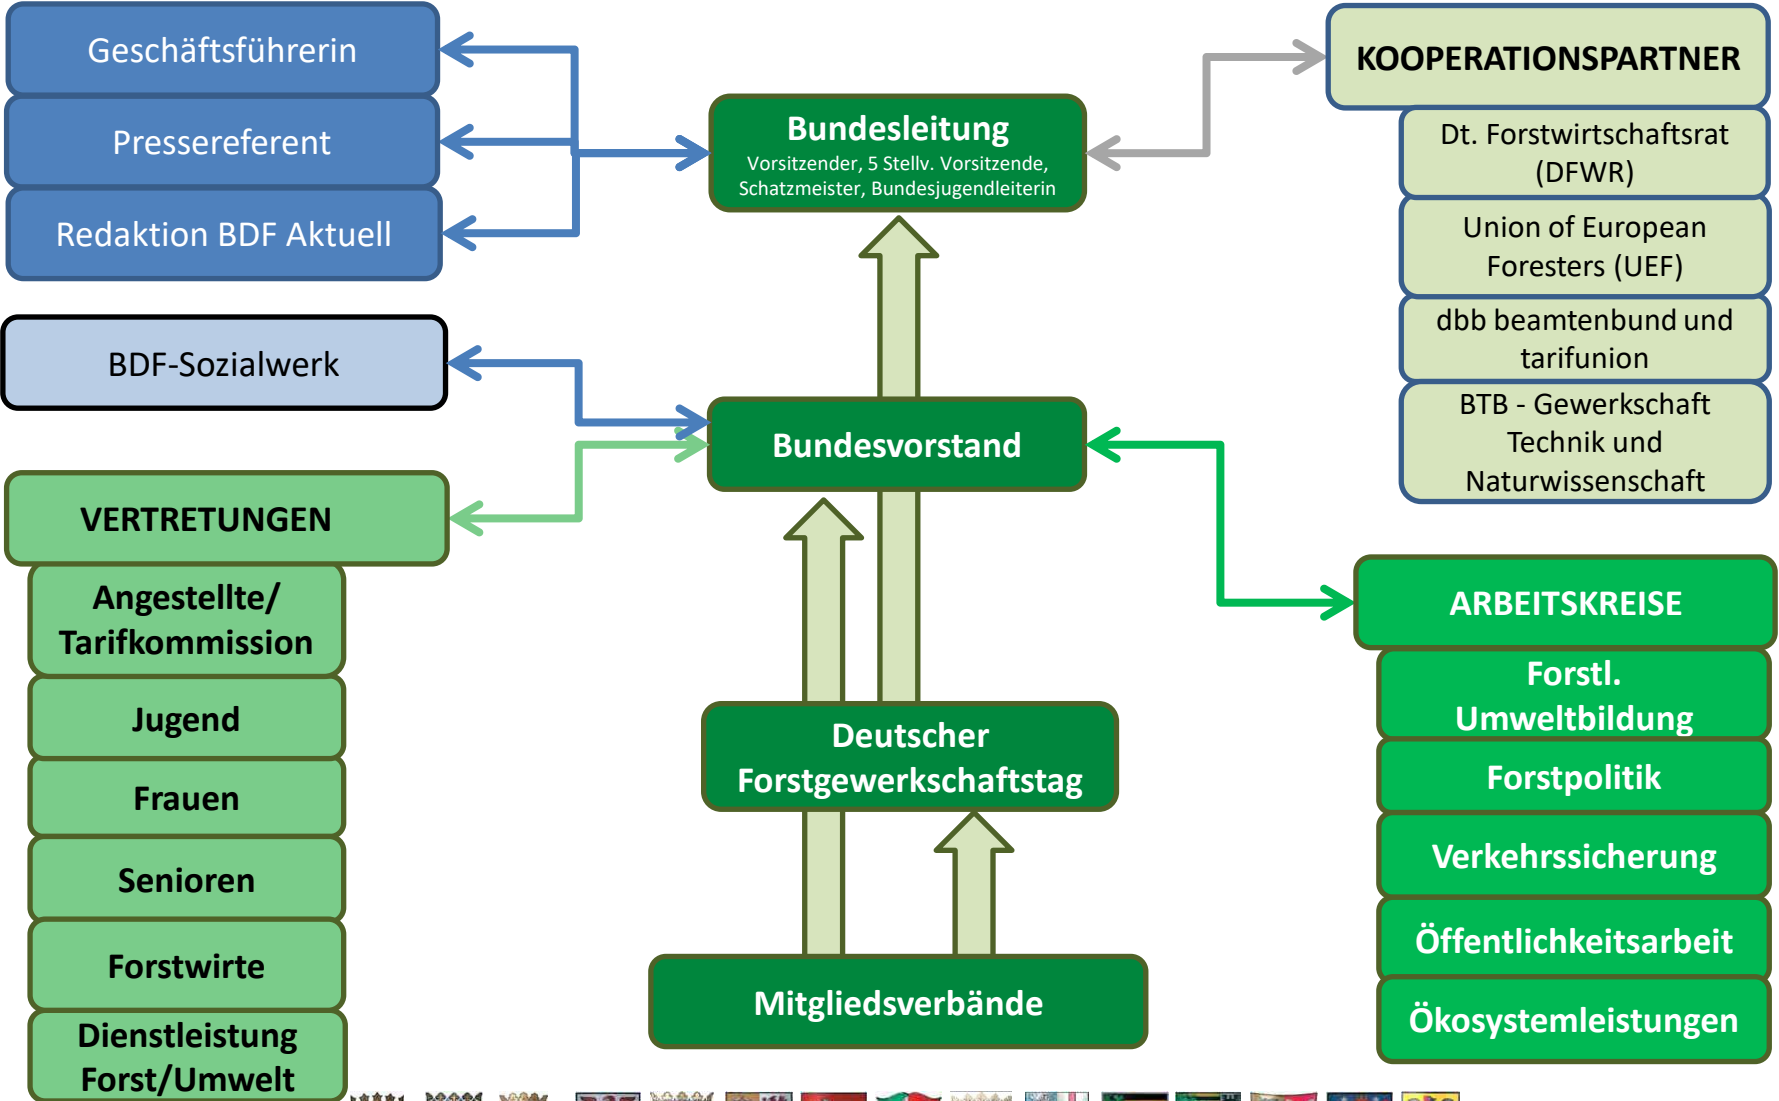 Geschäftsführerin
Pressereferent
Redaktion BDF Aktuell
BDF-Sozialwerk
VERTRETUNGEN
Angestellte/
Tarifkommission
Jugend
Frauen
Senioren
Forstwirte
Dienstleistung
Forst/Umwelt
Bundesleitung
Vorsitzender, 5 Stellv. Vorsitzende,
Schatzmeister, Bundesjugendleiterin
Bundesvorstand
Deutscher
Forstgewerkschaftstag
Mitgliedsverbände
KOOPERATIONSPARTNER
Dt. Forstwirtschaftsrat
(DFWR)
Union of European
Foresters (UEF)
dbb beamtenbund und
tarifunion
BTB - Gewerkschaft
Technik und
Naturwissenschaft
ARBEITSKREISE
Forstl.
Umweltbildung
Forstpolitik
Verkehrssicherung
Öffentlichkeitsarbeit
Ökosystemleistungen